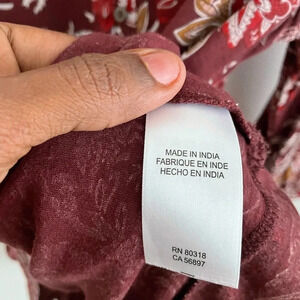 MADE IN INDIA
FABRIQUE EN INDE
HECHO EN INDIA
RN 80318
CA 56897